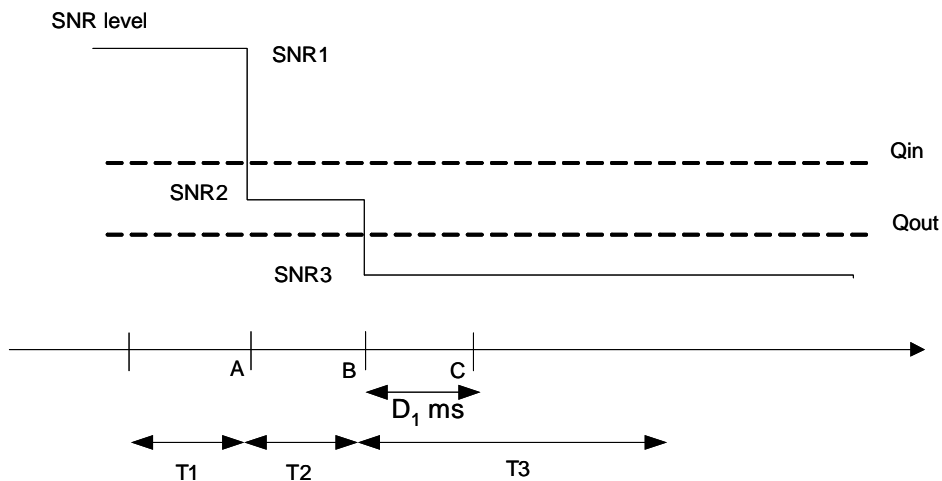 SNR level
SNR1
Qin
SNR2
Qout
SNR3
A B C
D₁ ms
T1 T2 T3